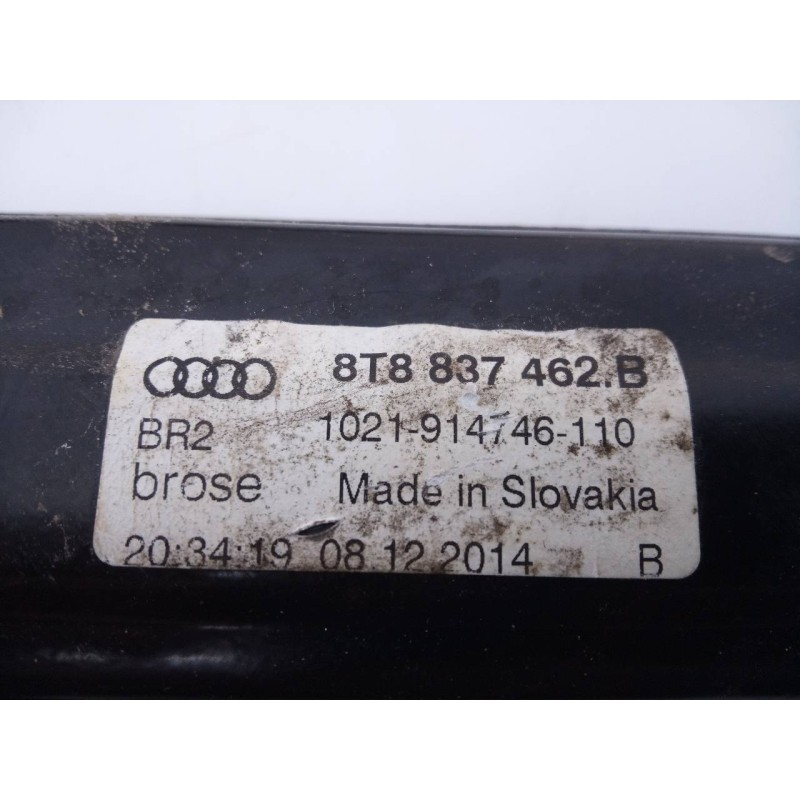 8T8 837 462.B
BR2 1021-914746-110
brose Made in Slovakia
20:34:19 08.12.2014 B